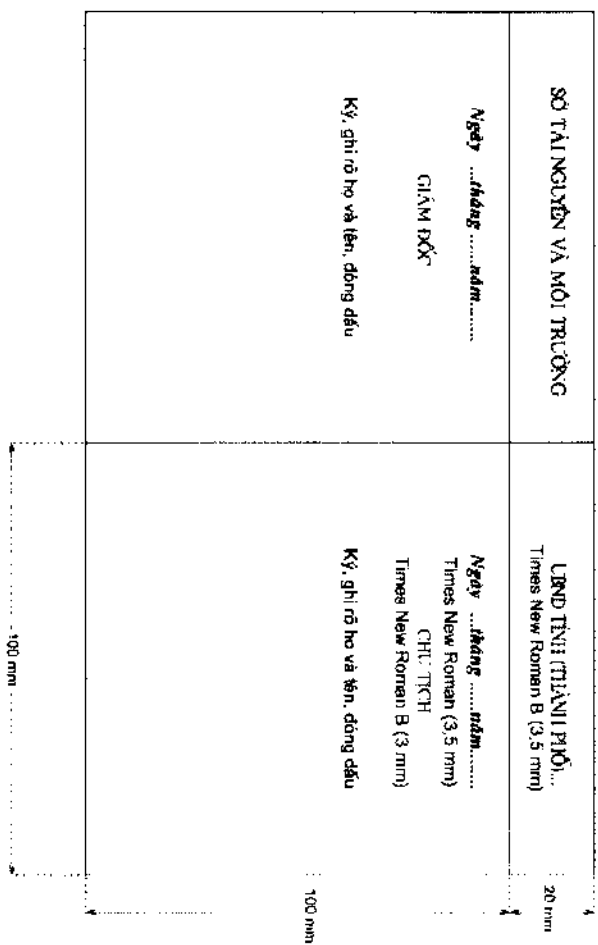 SỞ TÀI NGUYÊN VÀ MÔI TRƯỜNG
Ngày ....tháng ......năm........
GIÁM ĐỐC
Ký, ghi rõ họ và tên, đóng dấu
UBND TỈNH (THÀNH PHỐ)...
Times New Roman B (3,5 mm)
Ngày ....tháng ......năm........
Times New Roman (3,5 mm)
CHỦ TỊCH
Times New Roman B (3 mm)
Ký, ghi rõ họ và tên, đóng dấu
20 mm
100 mm
100 mm